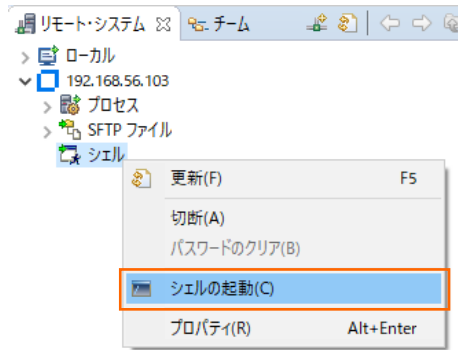 リモート・システム チーム
ローカル
192.168.56.103
プロセス
SFTP ファイル
シェル
更新(F) F5
切断(A)
パスワードのクリア(B)
シェルの起動(C)
プロパティ(R) Alt+Enter